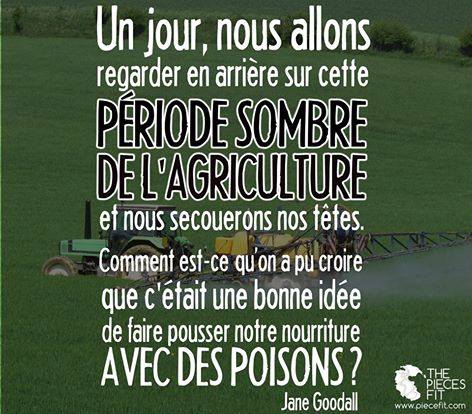 Un jour, nous allons
regarder en arrière sur cette
PÉRIODE SOMBRE
DE L'AGRICULTURE
et nous secouerons nos têtes.
Comment est-ce qu'on a pu croire
que c'était une bonne idée
de faire pousser notre nourriture
AVEC DES POISONS ?
Jane Goodall
THE
PIECES
FIT
www.piecefit.com